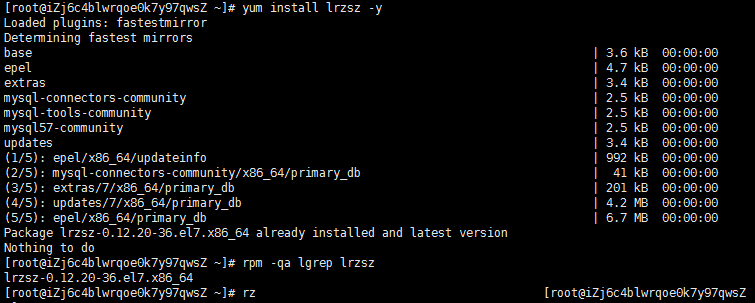 [root@iZj6c4blwrqoe0k7y97qwsZ ~]# yum install lrzsz -y
Loaded plugins: fastestmirror
Determining fastest mirrors
base | 3.6 kB 00:00:00
epel | 4.7 kB 00:00:00
extras | 3.4 kB 00:00:00
mysql-connectors-community | 2.5 kB 00:00:00
mysql-tools-community | 2.5 kB 00:00:00
mysql57-community | 2.5 kB 00:00:00
updates | 3.4 kB 00:00:00
(1/5): epel/x86_64/updateinfo | 992 kB 00:00:00
(2/5): mysql-connectors-community/x86_64/primary_db | 41 kB 00:00:00
(3/5): extras/7/x86_64/primary_db | 201 kB 00:00:00
(4/5): updates/7/x86_64/primary_db | 4.2 MB 00:00:00
(5/5): epel/x86_64/primary_db | 6.7 MB 00:00:00
Package lrzsz-0.12.20-36.el7.x86_64 already installed and latest version
Nothing to do
[root@iZj6c4blwrqoe0k7y97qwsZ ~]# rpm -qa lgrep lrzsz
lrzsz-0.12.20-36.el7.x86_64
[root@iZj6c4blwrqoe0k7y97qwsZ ~]# rz [root@iZj6c4blwrqoe0k7y97qwsZ